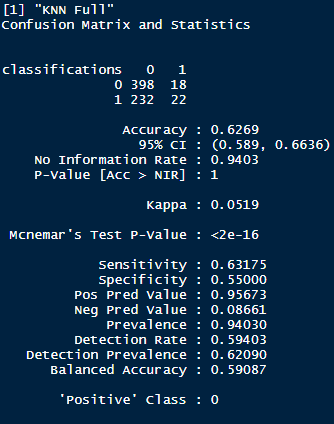 [1] "KNN Full"
Confusion Matrix and Statistics
classifications 0 1
0 398 18
1 232 22
Accuracy : 0.6269
95% CI : (0.589, 0.6636)
No Information Rate : 0.9403
P-Value [Acc > NIR] : 1
Kappa : 0.0519
Mcnemar's Test P-Value : <2e-16
Sensitivity : 0.63175
Specificity : 0.55000
Pos Pred Value : 0.95673
Neg Pred Value : 0.08661
Prevalence : 0.94030
Detection Rate : 0.59403
Detection Prevalence : 0.62090
Balanced Accuracy : 0.59087
'Positive' Class : 0